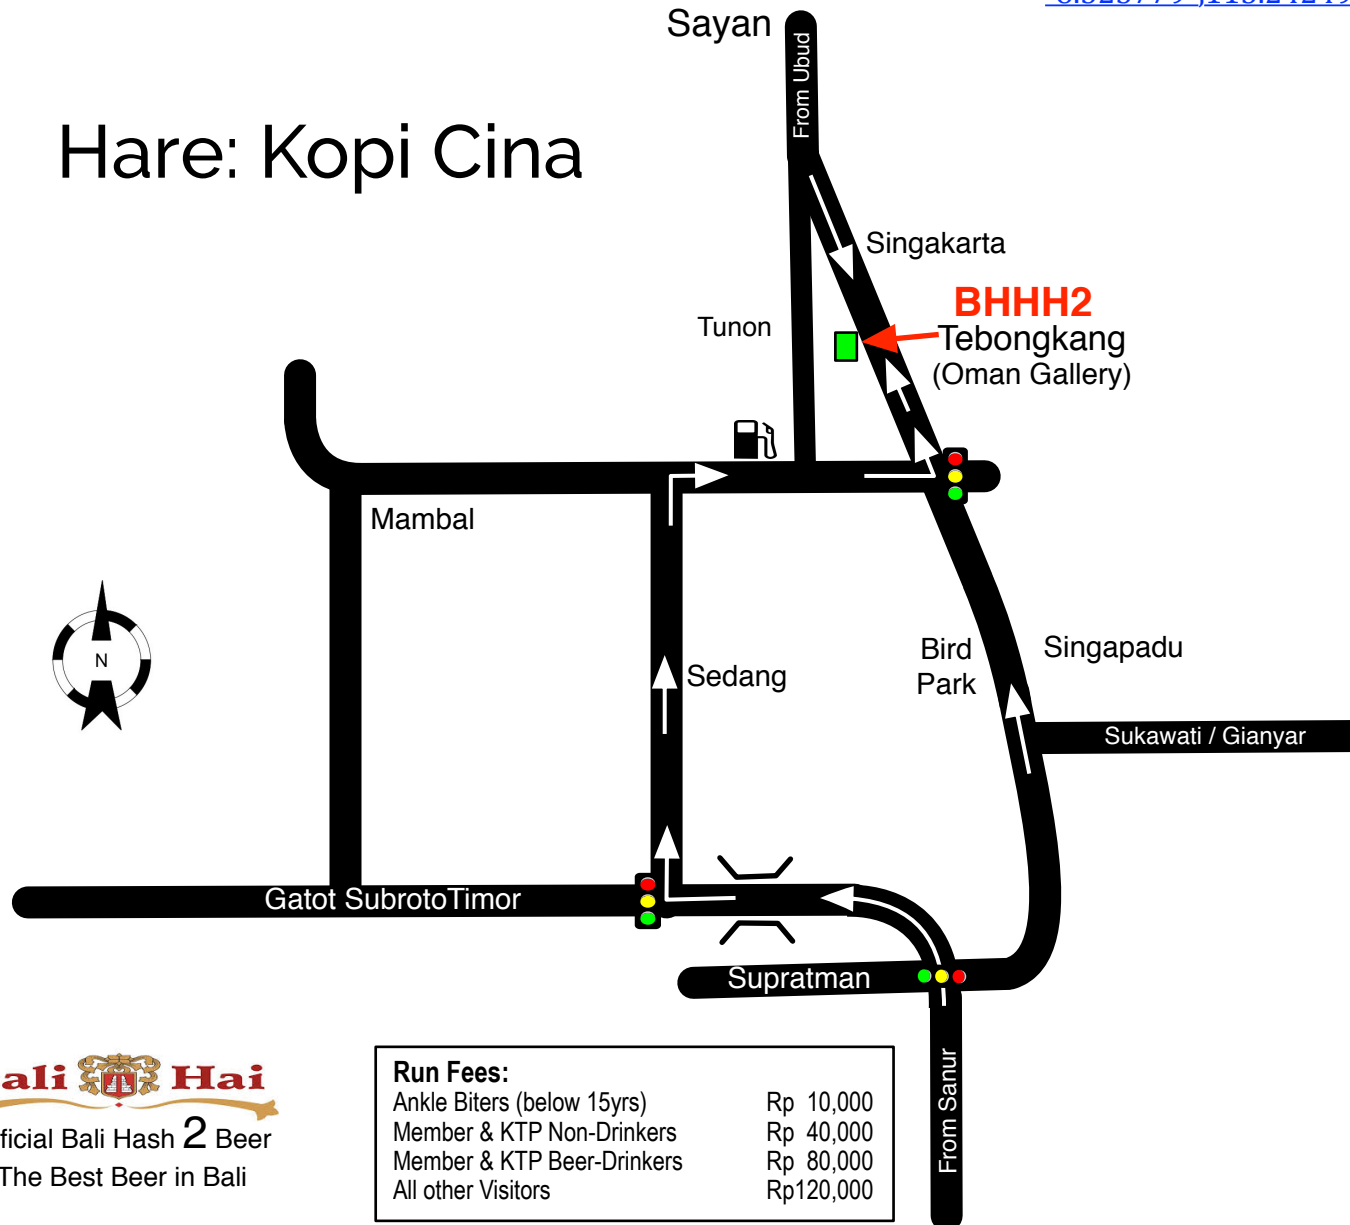 Sayan
From Ubud
Hare: Kopi Cina
Singakarta
BHHH2
Tebongkang
(Oman Gallery)
Tunon
Mambal
N
Sedang
Bird
Park
Singapadu
Sukawati / Gianyar
Gatot SubrotoTimor
Supratman
From Sanur
ali Hai
ficial Bali Hash 2 Beer
The Best Beer in Bali
Run Fees:
Ankle Biters (below 15yrs) Rp 10,000
Member & KTP Non-Drinkers Rp 40,000
Member & KTP Beer-Drinkers Rp 80,000
All other Visitors Rp120,000